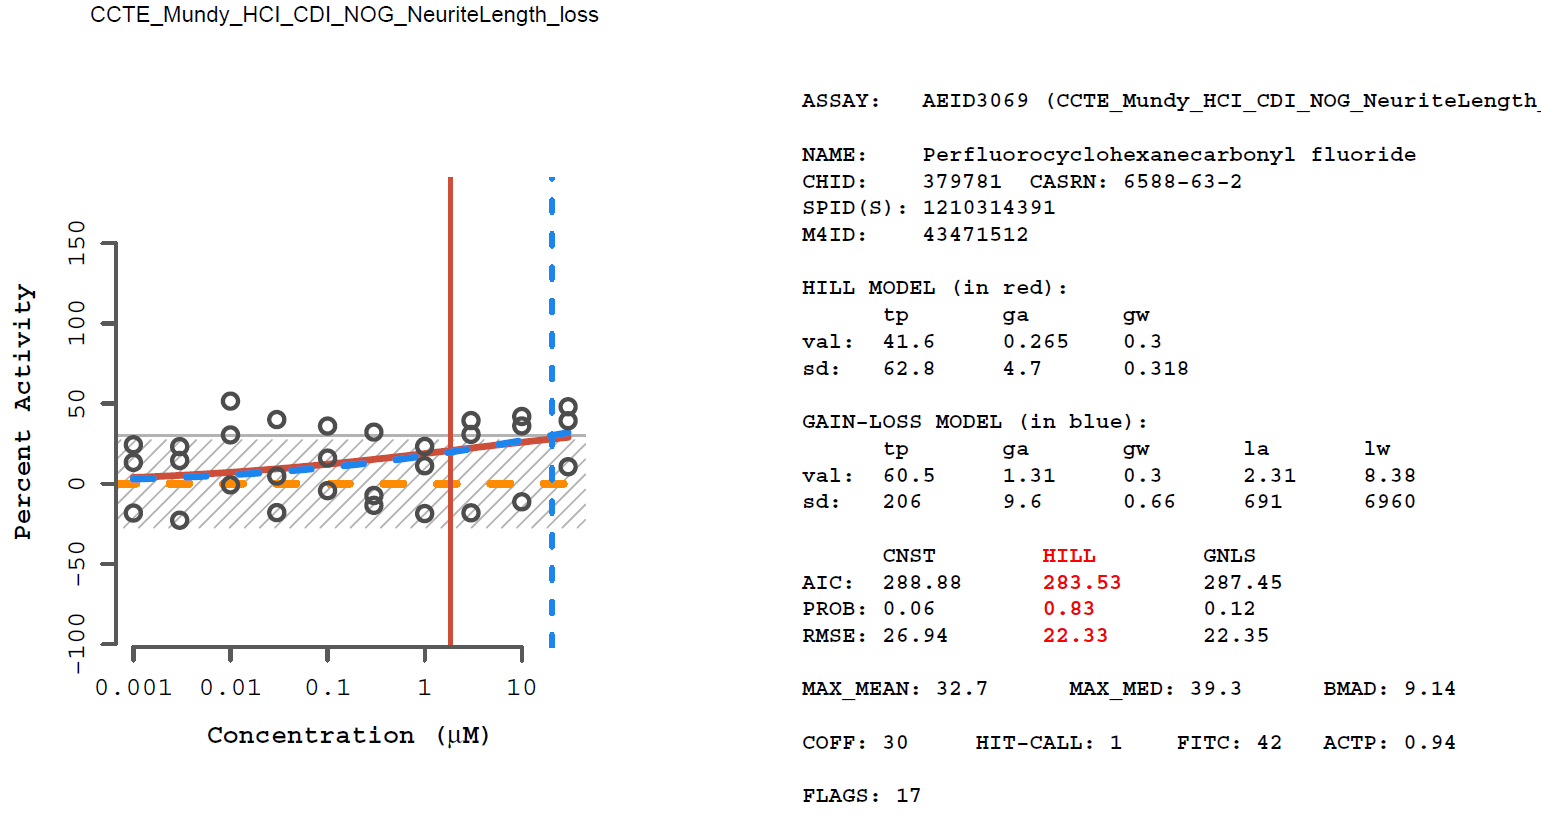 CCTE_Mundy_HCI_CDI_NOG_NeuriteLength_loss
150
100
50
0
-50
-100
Percent Activity
0.001 0.01 0.1 1 10
Concentration (µM)
ASSAY: AEID3069 (CCTE_Mundy_HCI_CDI_NOG_NeuriteLength_
NAME: Perfluorocyclohexanecarbonyl fluoride
CHID: 379781 CASRN: 6588-63-2
SPID(S): 1210314391
M4ID: 43471512
HILL MODEL (in red):
tp ga gw
val: 41.6 0.265 0.3
sd: 62.8 4.7 0.318
GAIN-LOSS MODEL (in blue):
tp ga gw la lw
val: 60.5 1.31 0.3 2.31 8.38
sd: 206 9.6 0.66 691 6960
CNST HILL GNLS
AIC: 288.88 283.53 287.45
PROB: 0.06 0.83 0.12
RMSE: 26.94 22.33 22.35
MAX_MEAN: 32.7 MAX_MED: 39.3 BMAD: 9.14
COFF: 30 HIT-CALL: 1 FITC: 42 ACTP: 0.94
FLAGS: 17